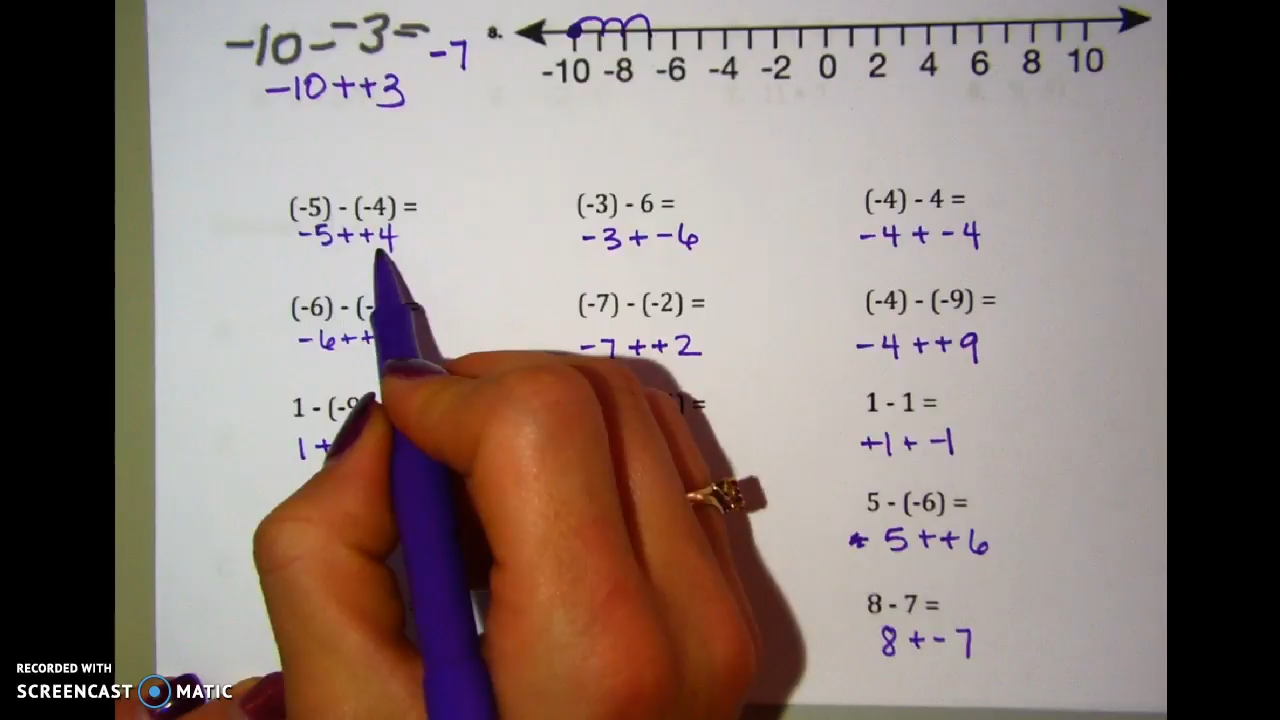 -10 - -3 = -7
-10 + +3
8.
-10 -8 -6 -4 -2 0 2 4 6 8 10
(-5) - (-4) =
-5 + +4
(-3) - 6 =
-3 + -6
(-4) - 4 =
-4 + -4
(-6) - (-
-6 + +
(-7) - (-2) =
-7 + +2
(-4) - (-9) =
-4 + +9
1 - (-9
1 +
) =
1 - 1 =
+1 + -1
5 - (-6) =
5 + +6
8 - 7 =
8 + - 7
RECORDED WITH
SCREENCAST MATIC